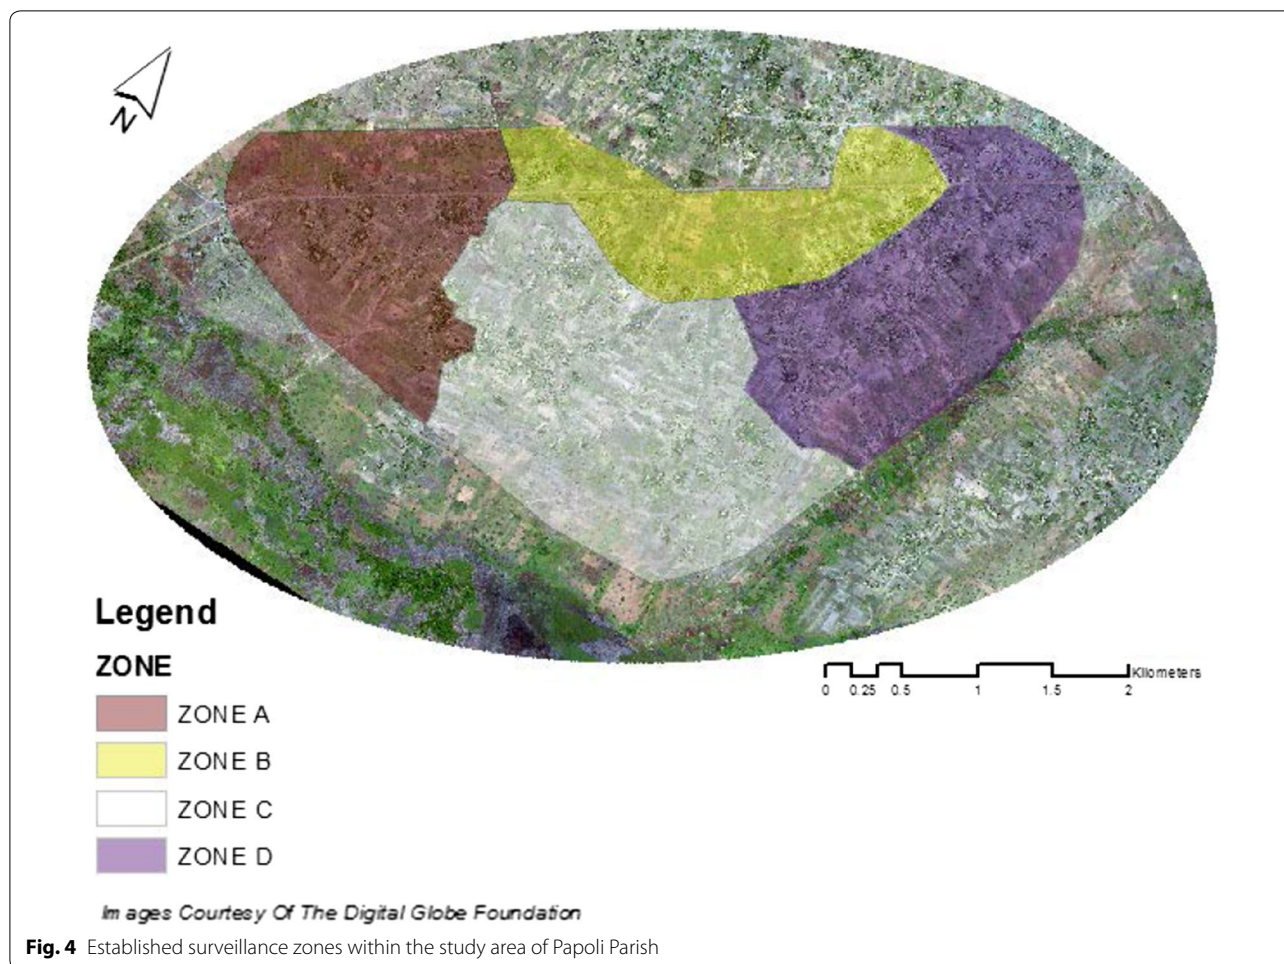 N
Legend
ZONE
ZONE A
ZONE B
ZONE C
ZONE D
0 0.25 0.5 1 1.5 2 Kilometers
Images Courtesy Of The Digital Globe Foundation
Fig. 4 Established surveillance zones within the study area of Papoli Parish